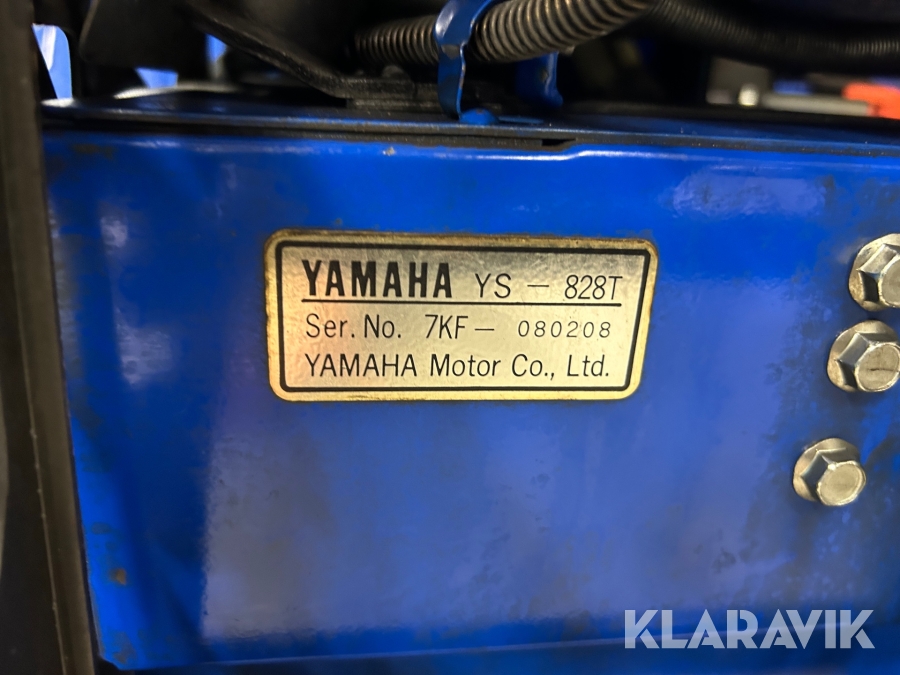 YAMAHA YS - 828T
Ser. No. 7KF- 080208
YAMAHA Motor Co., Ltd.
KLARAVIK